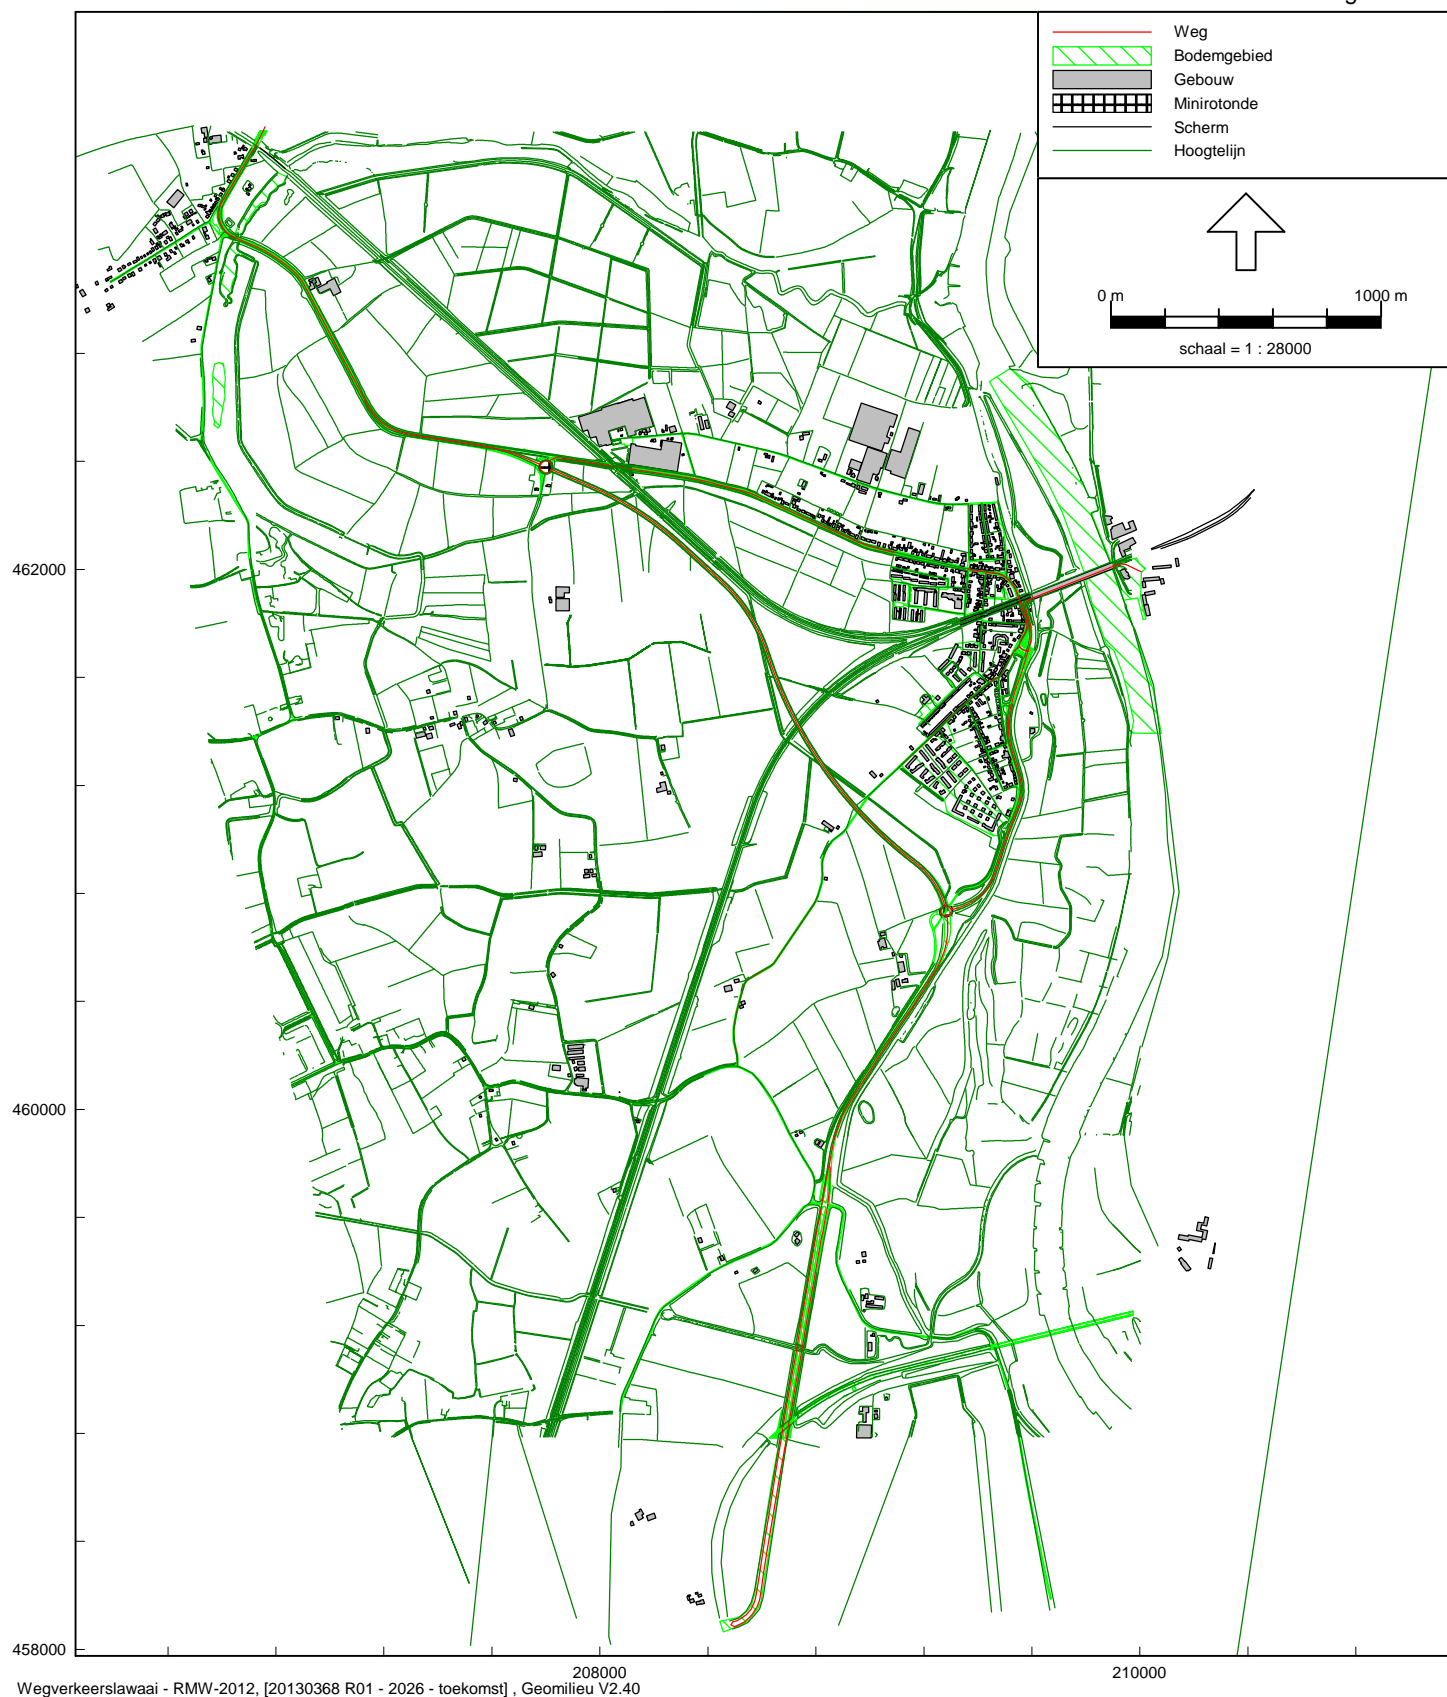 Weg
Bodemgebied
Gebouw
Minirotonde
Scherm
Hoogtelijn
0 m 1000 m
schaal = 1 : 28000
462000
460000
458000
208000 210000
Wegverkeerslawaai - RMW-2012, [20130368 R01 - 2026 - toekomst] , Geomilieu V2.40